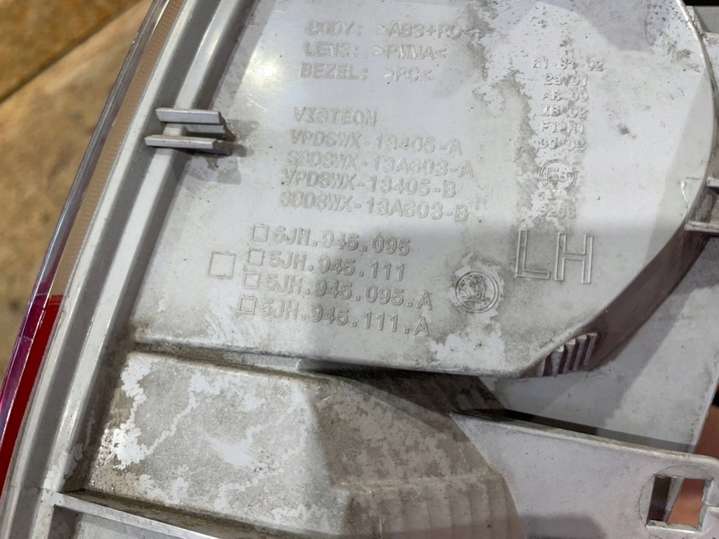 BODY: >ABS+PC<
LENS: >PMMA<
BEZEL: >PC<
VISTEON
VPDSWX-13405-A
SDDSWX-13A603-A
VPDSWX-13405-B
SDDSWX-13A603-B
5JH.945.095
5JH.945.111
5JH.945.095.A
5JH.945.111.A
LH